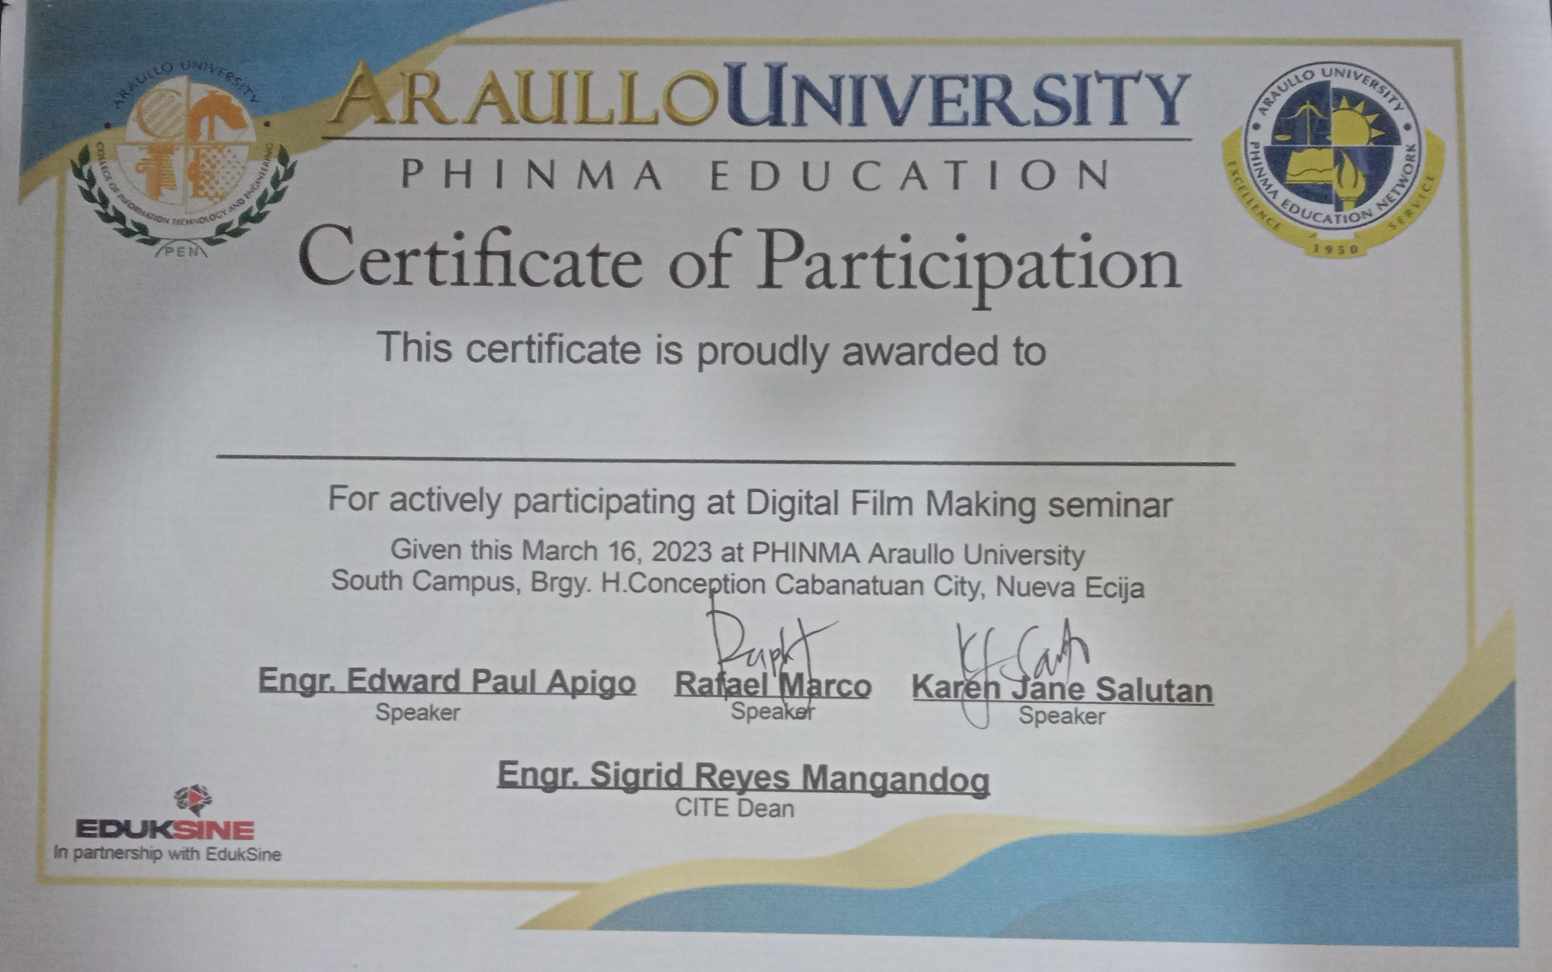 ARAULLO UNIVERSITY
PHINMA EDUCATION
ARAULLO UNIVERSITY
COLLEGE OF INFORMATION TECHNOLOGY AND ENGINEERING
PEN
ARAULLO UNIVERSITY
PHINMA EDUCATION NETWORK
EXCELLENCE SERVICE
1950
Certificate of Participation
This certificate is proudly awarded to
For actively participating at Digital Film Making seminar
Given this March 16, 2023 at PHINMA Araullo University
South Campus, Brgy. H.Conception Cabanatuan City, Nueva Ecija
Engr. Edward Paul Apigo Rafael Marco Karen Jane Salutan
Speaker Speaker Speaker
Engr. Sigrid Reyes Mangandog
CITE Dean
EDUKSINE
In partnership with EdukSine